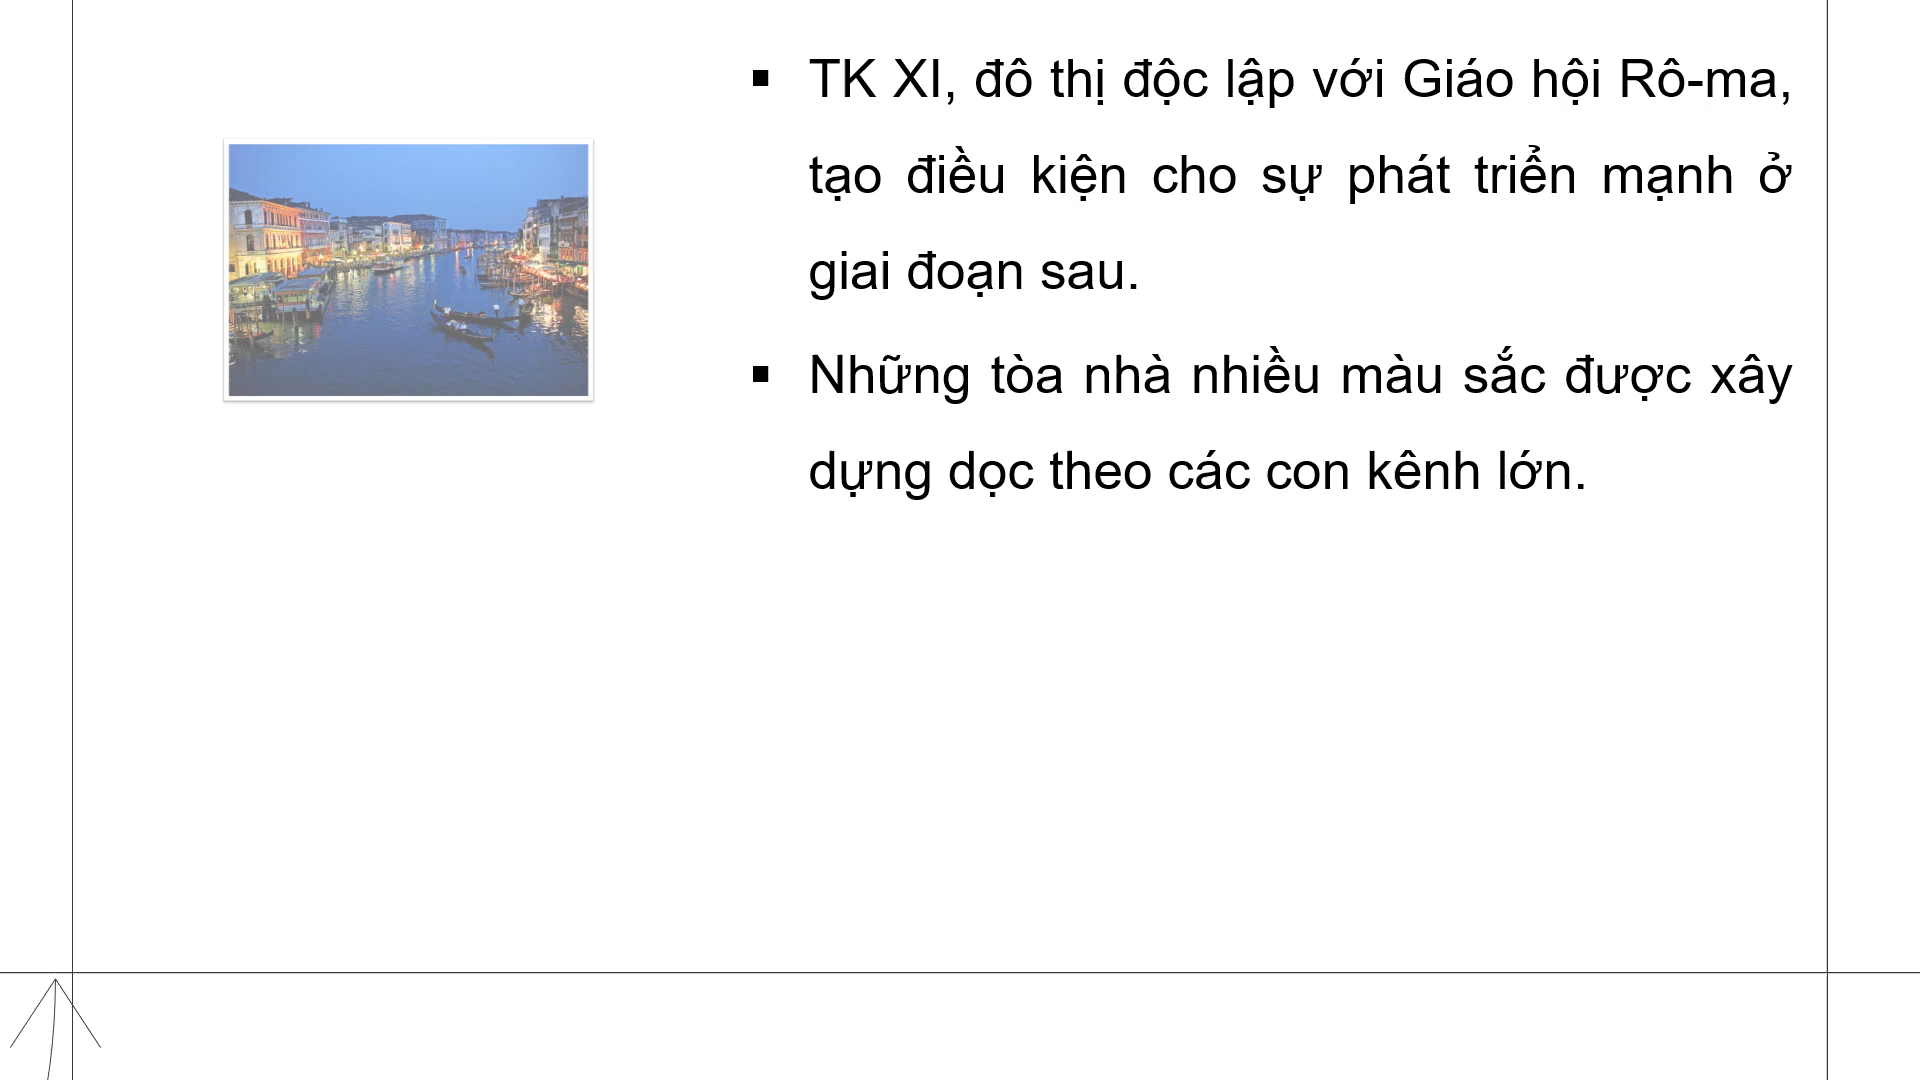 ▪ TK XI, đô thị độc lập với Giáo hội Rô-ma,
tạo điều kiện cho sự phát triển mạnh ở
giai đoạn sau.
▪ Những tòa nhà nhiều màu sắc được xây
dựng dọc theo các con kênh lớn.